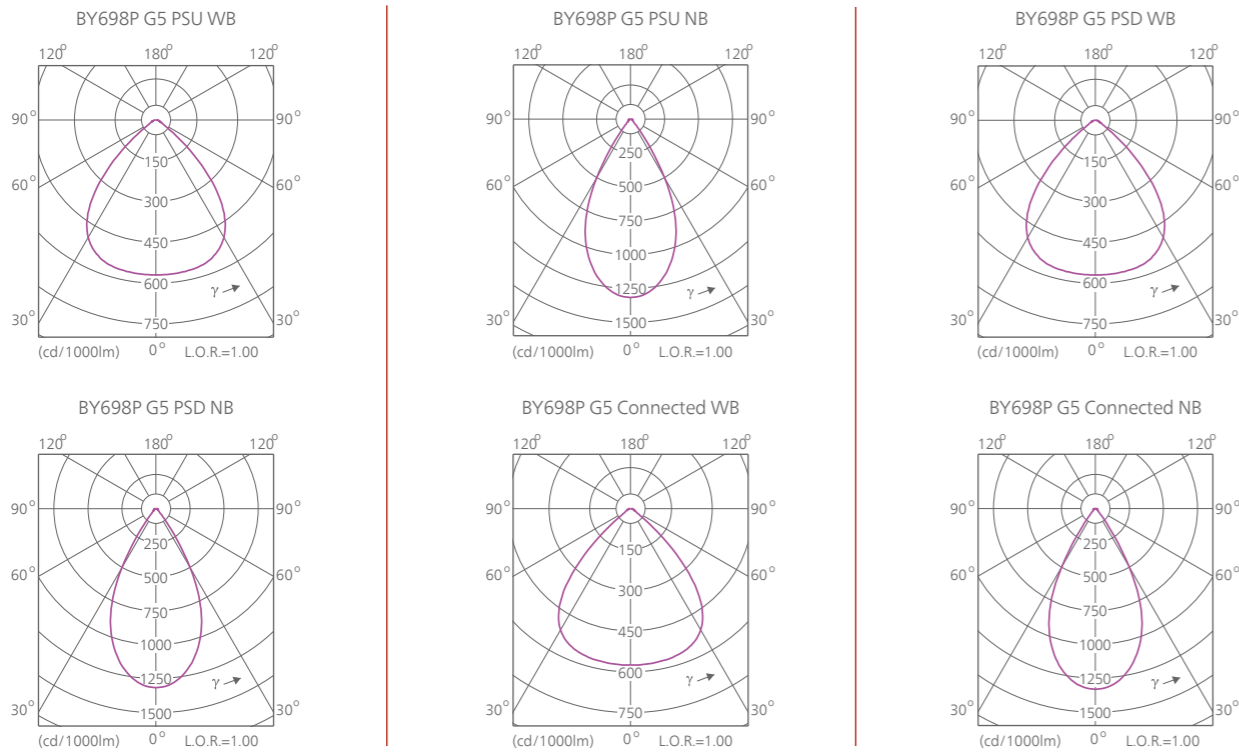 BY698P G5 PSU WB
120° 180° 120°
90° 90°
150
60° 60°
300
450
600
γ
30° 750 30°
(cd/1000lm) 0° L.O.R.=1.00
BY698P G5 PSU NB
120° 180° 120°
90° 90°
250
60° 500 60°
750
1000
1250
γ
30° 1500 30°
(cd/1000lm) 0° L.O.R.=1.00
BY698P G5 PSD WB
120° 180° 120°
90° 90°
150
60° 60°
300
450
600
γ
30° 750 30°
(cd/1000lm) 0° L.O.R.=1.00
BY698P G5 PSD NB
120° 180° 120°
90° 90°
250
60° 500 60°
750
1000
1250
γ
30° 1500 30°
(cd/1000lm) 0° L.O.R.=1.00
BY698P G5 Connected WB
120° 180° 120°
90° 90°
150
60° 60°
300
450
600
γ
30° 750 30°
(cd/1000lm) 0° L.O.R.=1.00
BY698P G5 Connected NB
120° 180° 120°
90° 90°
250
60° 500 60°
750
1000
1250
γ
30° 1500 30°
(cd/1000lm) 0° L.O.R.=1.00